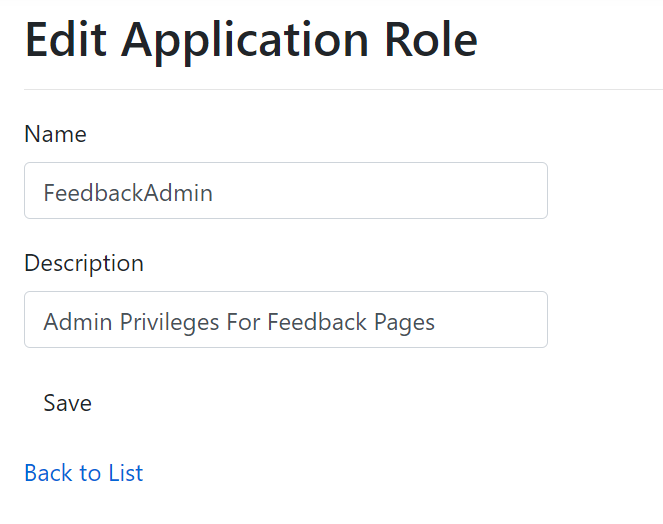 Edit Application Role
Name
FeedbackAdmin
Description
Admin Privileges For Feedback Pages
Save
Back to List